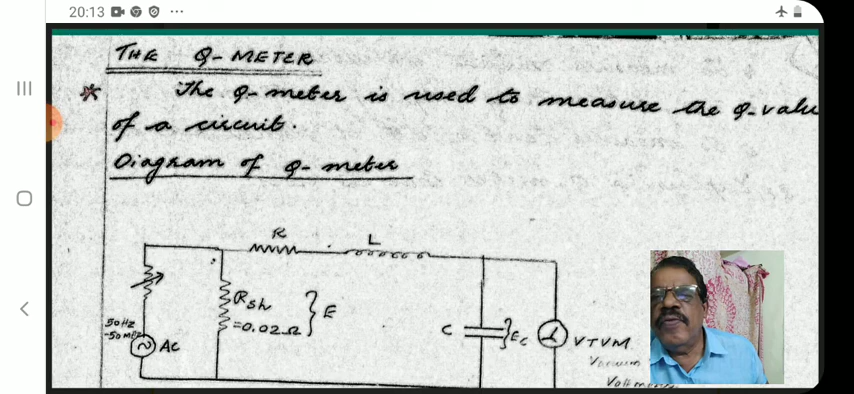 20:13
THE Q-METER
* The Q-meter is used to measure the Q-valu
of a circuit.
Diagram of Q-meter
R
L
Rsh
=0.02Ω
E
C
Ec
50Hz
AC
VTVM
Vacuum
Voltmeter